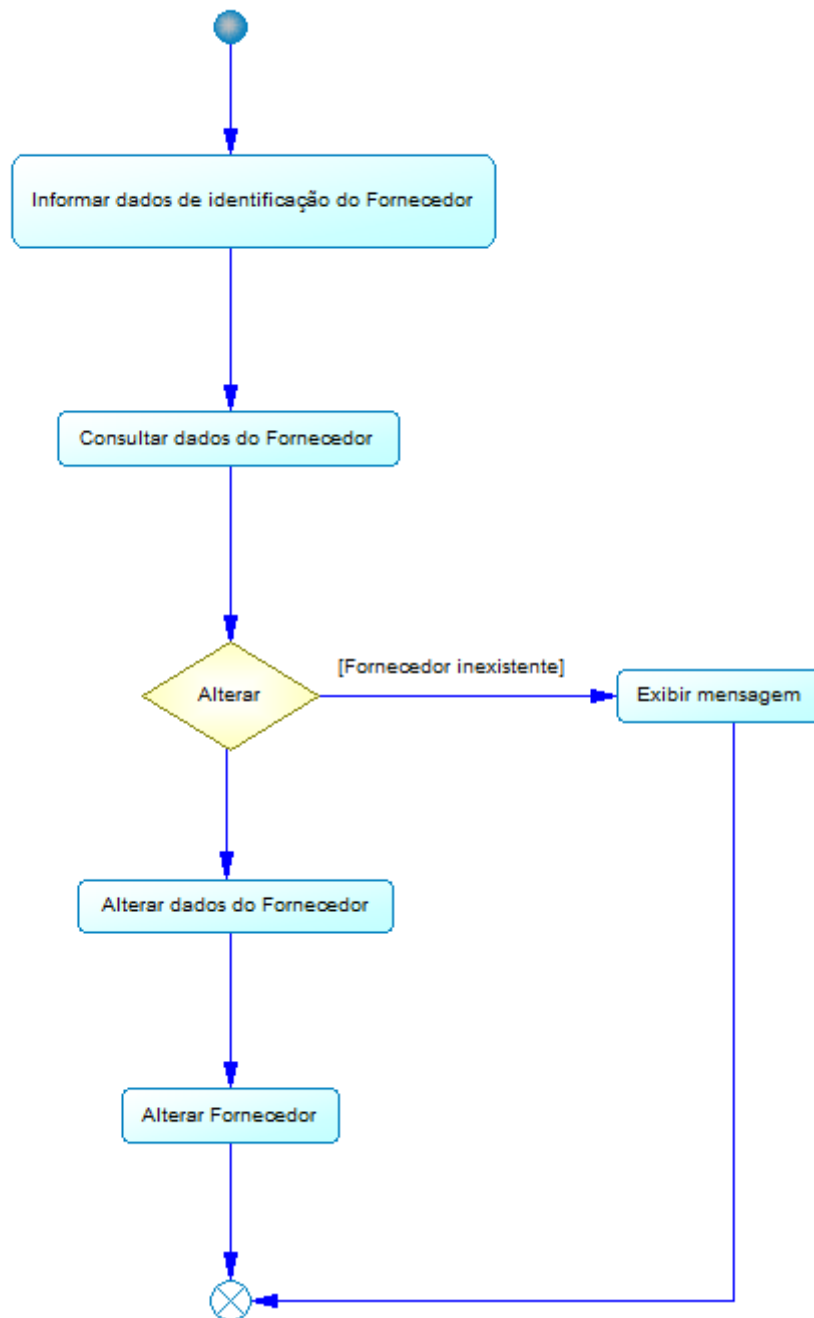 Informar dados de identificação do Fornecedor
Consultar dados do Fornecedor
Alterar
[Fornecedor inexistente]
Exibir mensagem
Alterar dados do Fornecedor
Alterar Fornecedor